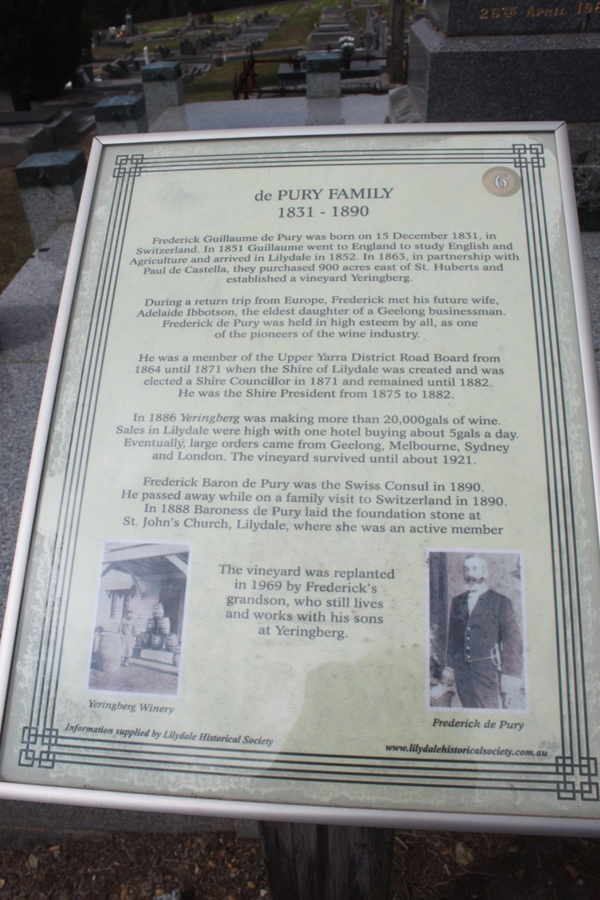 26TH APRIL
6
de PURY FAMILY
1831 - 1890
Frederick Guillaume de Pury was born on 15 December 1831, in
Switzerland. In 1851 Guillaume went to England to study English and
Agriculture and arrived in Lilydale in 1852. In 1863, in partnership with
Paul de Castella, they purchased 900 acres east of St. Huberts and
established a vineyard Yeringberg.
During a return trip from Europe, Frederick met his future wife,
Adelaide Ibbotson, the eldest daughter of a Geelong businessman.
Frederick de Pury was held in high esteem by all, as one
of the pioneers of the wine industry.
He was a member of the Upper Yarra District Road Board from
1864 until 1871 when the Shire of Lilydale was created and was
elected a Shire Councillor in 1871 and remained until 1882.
He was the Shire President from 1875 to 1882.
In 1886 Yeringberg was making more than 20,000gals of wine.
Sales in Lilydale were high with one hotel buying about 5gals a day.
Eventually, large orders came from Geelong, Melbourne, Sydney
and London. The vineyard survived until about 1921.
Frederick Baron de Pury was the Swiss Consul in 1890.
He passed away while on a family visit to Switzerland in 1890.
In 1888 Baroness de Pury laid the foundation stone at
St. John's Church, Lilydale, where she was an active member
The vineyard was replanted
in 1969 by Frederick's
grandson, who still lives
and works with his sons
at Yeringberg.
Yeringberg Winery
Frederick de Pury
Information supplied by Lilydale Historical Society
www.lilydalehistoricalsociety.com.au